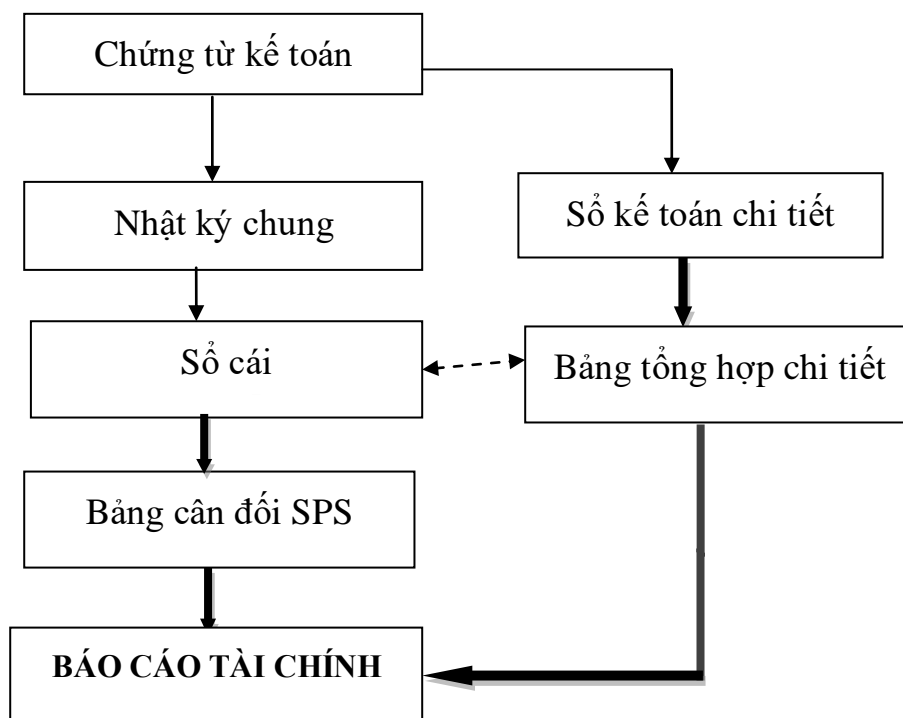 Chứng từ kế toán
Nhật ký chung
Sổ kế toán chi tiết
Sổ cái
Bảng tổng hợp chi tiết
Bảng cân đối SPS
BÁO CÁO TÀI CHÍNH